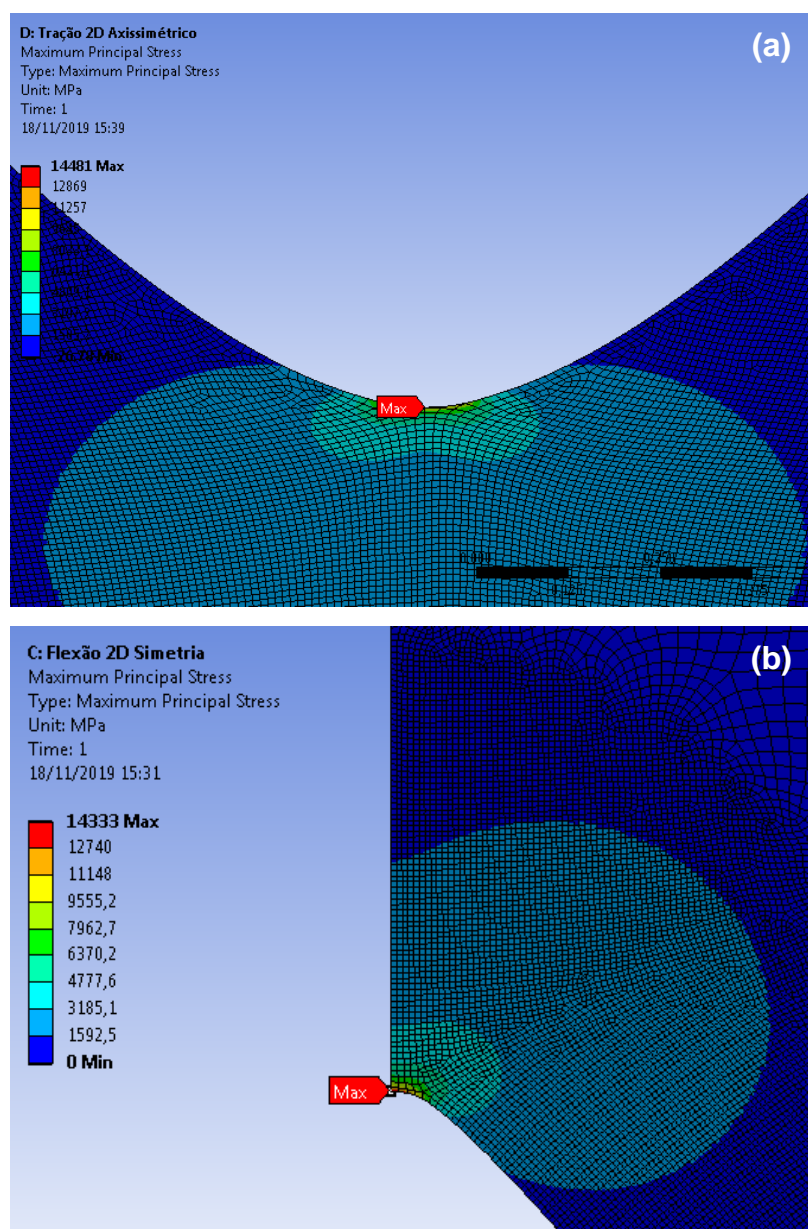 D: Tração 2D Axissimétrico
(a)
Maximum Principal Stress
Type: Maximum Principal Stress
Unit: MPa
Time: 1
18/11/2019 15:39
14481 Max
12869
11257
Max
C: Flexão 2D Simetria
(b)
Maximum Principal Stress
Type: Maximum Principal Stress
Unit: MPa
Time: 1
18/11/2019 15:31
14333 Max
12740
11148
9555,2
7962,7
6370,2
4777,6
3185,1
1592,5
0 Min
Max